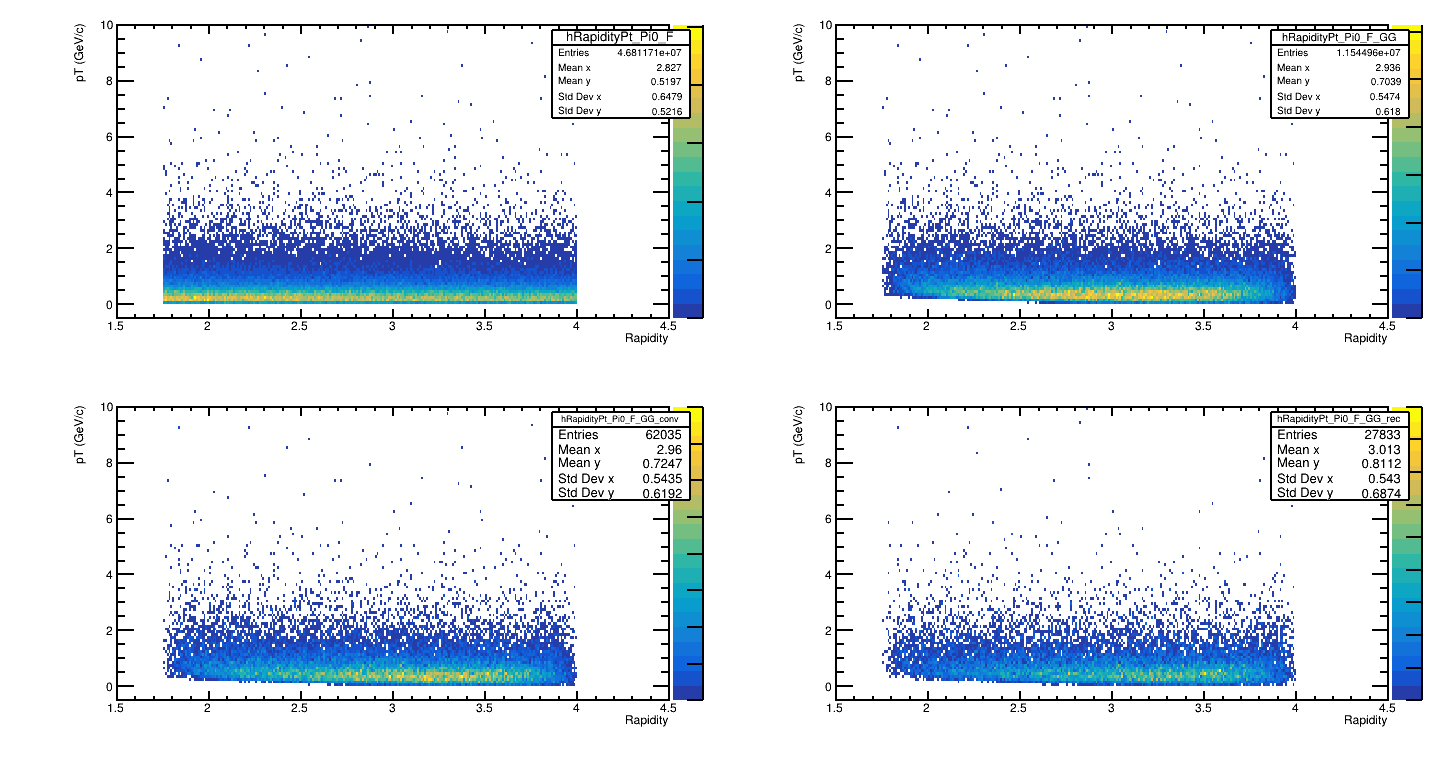 hRapidityPt_Pi0_F
Entries 4.681171e+07
Mean x 2.827
Mean y 0.5197
Std Dev x 0.6479
Std Dev y 0.5216
pT (GeV/c)
10
8
6
4
2
0
1.5 2 2.5 3 3.5 4 4.5
Rapidity
hRapidityPt_Pi0_F_GG
Entries 1.154496e+07
Mean x 2.936
Mean y 0.7039
Std Dev x 0.5474
Std Dev y 0.618
pT (GeV/c)
10
8
6
4
2
0
1.5 2 2.5 3 3.5 4 4.5
Rapidity
hRapidityPt_Pi0_F_GG_conv
Entries 62035
Mean x 2.96
Mean y 0.7247
Std Dev x 0.5435
Std Dev y 0.6192
pT (GeV/c)
10
8
6
4
2
0
1.5 2 2.5 3 3.5 4 4.5
Rapidity
hRapidityPt_Pi0_F_GG_rec
Entries 27833
Mean x 3.013
Mean y 0.8112
Std Dev x 0.543
Std Dev y 0.6874
pT (GeV/c)
10
8
6
4
2
0
1.5 2 2.5 3 3.5 4 4.5
Rapidity